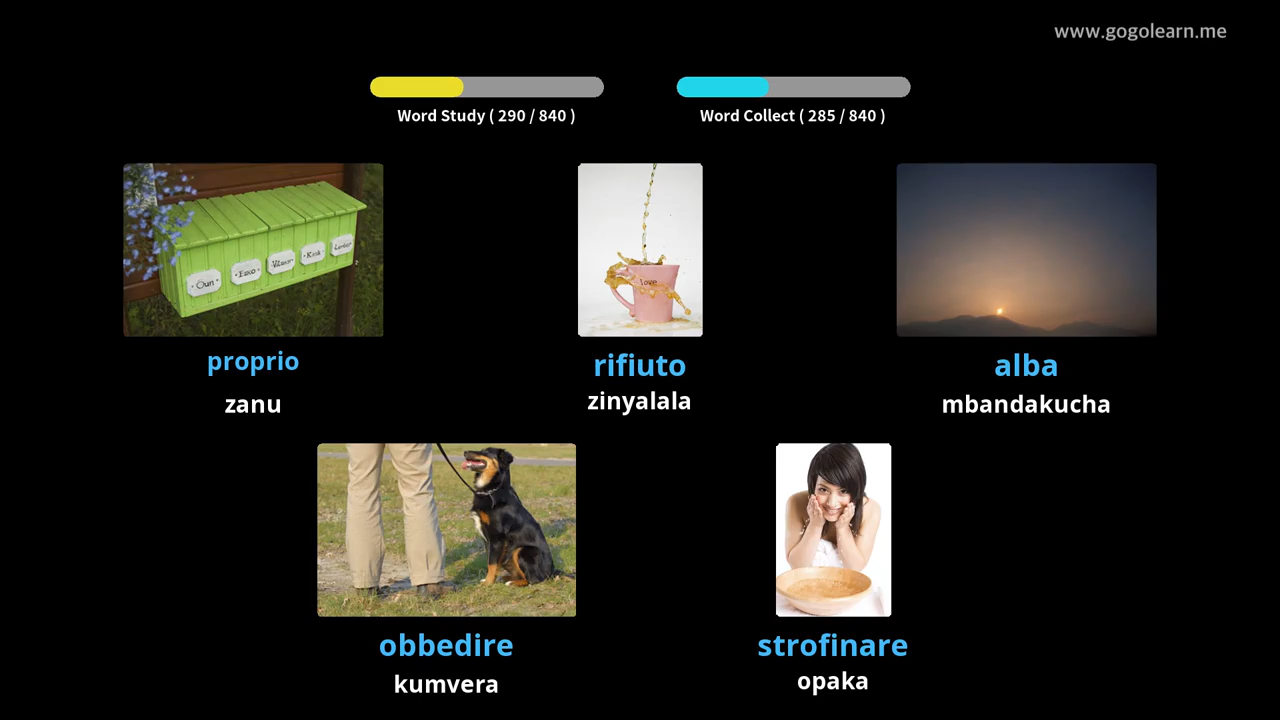 www.gogolearn.me
Word Study ( 290 / 840 )
Word Collect ( 285 / 840 )
love
proprio
zanu
rifiuto
zinyalala
alba
mbandakucha
obbedire
kumvera
strofinare
opaka